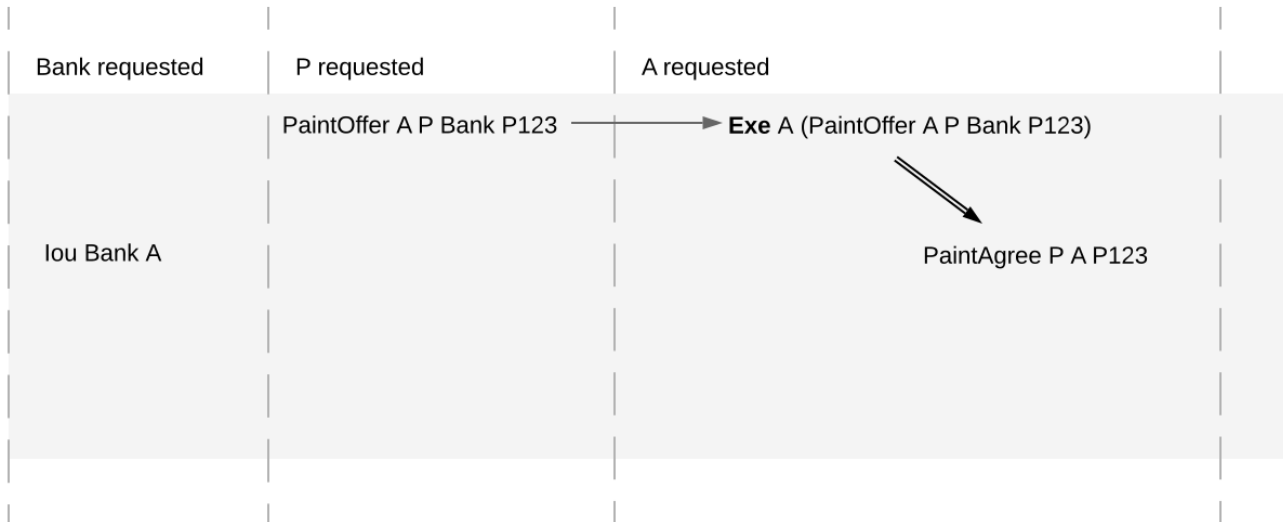 Bank requested
P requested
A requested
PaintOffer A P Bank P123
Exe A (PaintOffer A P Bank P123)
Iou Bank A
PaintAgree P A P123